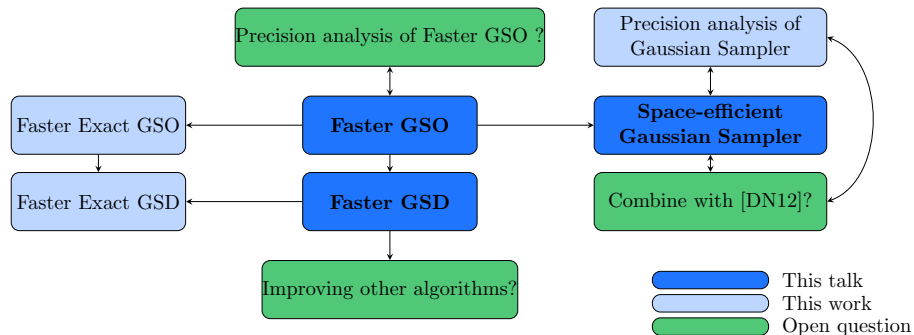 Precision analysis of Faster GSO ?
Precision analysis of
Gaussian Sampler
Faster Exact GSO
Faster GSO
Space-efficient
Gaussian Sampler
Faster Exact GSD
Faster GSD
Combine with [DN12]?
Improving other algorithms?
This talk
This work
Open question